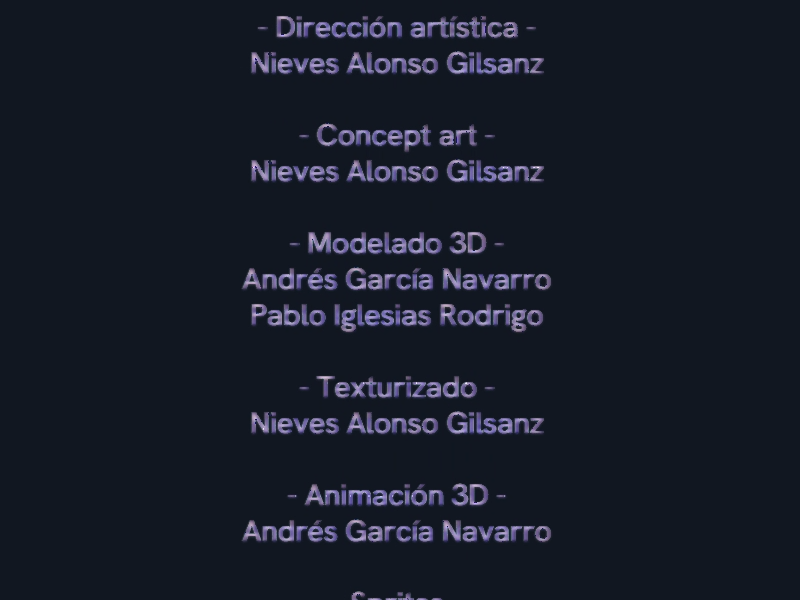 - Dirección artística -
Nieves Alonso Gilsanz
- Concept art -
Nieves Alonso Gilsanz
- Modelado 3D -
Andrés García Navarro
Pablo Iglesias Rodrigo
- Texturizado -
Nieves Alonso Gilsanz
- Animación 3D -
Andrés García Navarro
Sprites